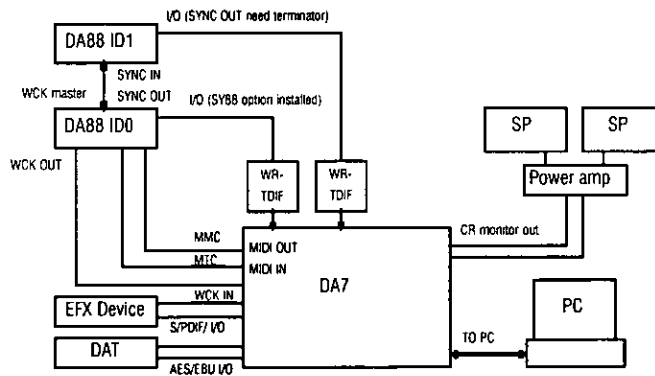 I/O (SYNC OUT need terminator)
DA88 ID1
SYNC IN
WCK master
SYNC OUT
I/O (SY88 option installed)
DA88 ID0
WCK OUT
SP
SP
WR-
TDIF
WR-
TDIF
Power amp
MMC
MIDI OUT
CR monitor out
MTC
MIDI IN
DA7
WCK IN
EFX Device
S/PDIF/ I/O
PC
DAT
TO PC
AES/EBU I/O